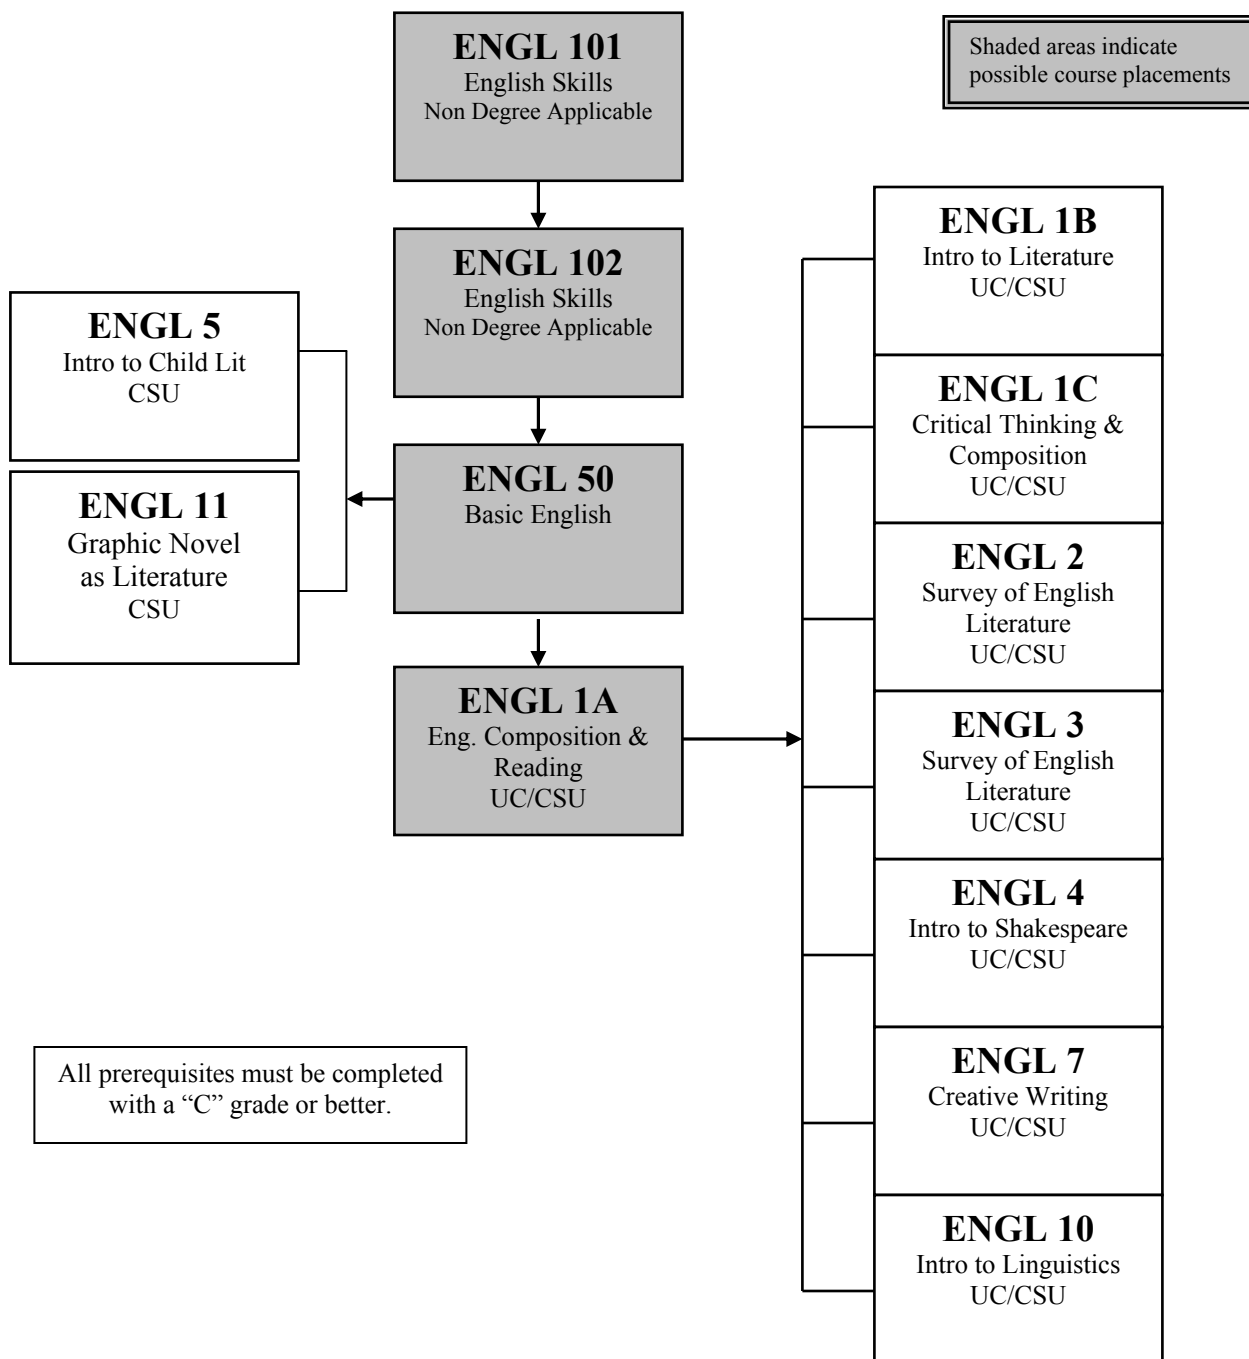 ENGL 101
English Skills
Non Degree Applicable
Shaded areas indicate
possible course placements
ENGL 102
English Skills
Non Degree Applicable
ENGL 5
Intro to Child Lit
CSU
ENGL 11
Graphic Novel
as Literature
CSU
ENGL 50
Basic English
ENGL 1A
Eng. Composition &
Reading
UC/CSU
ENGL 1B
Intro to Literature
UC/CSU
ENGL 1C
Critical Thinking &
Composition
UC/CSU
ENGL 2
Survey of English
Literature
UC/CSU
ENGL 3
Survey of English
Literature
UC/CSU
ENGL 4
Intro to Shakespeare
UC/CSU
ENGL 7
Creative Writing
UC/CSU
ENGL 10
Intro to Linguistics
UC/CSU
All prerequisites must be completed
with a “C” grade or better.